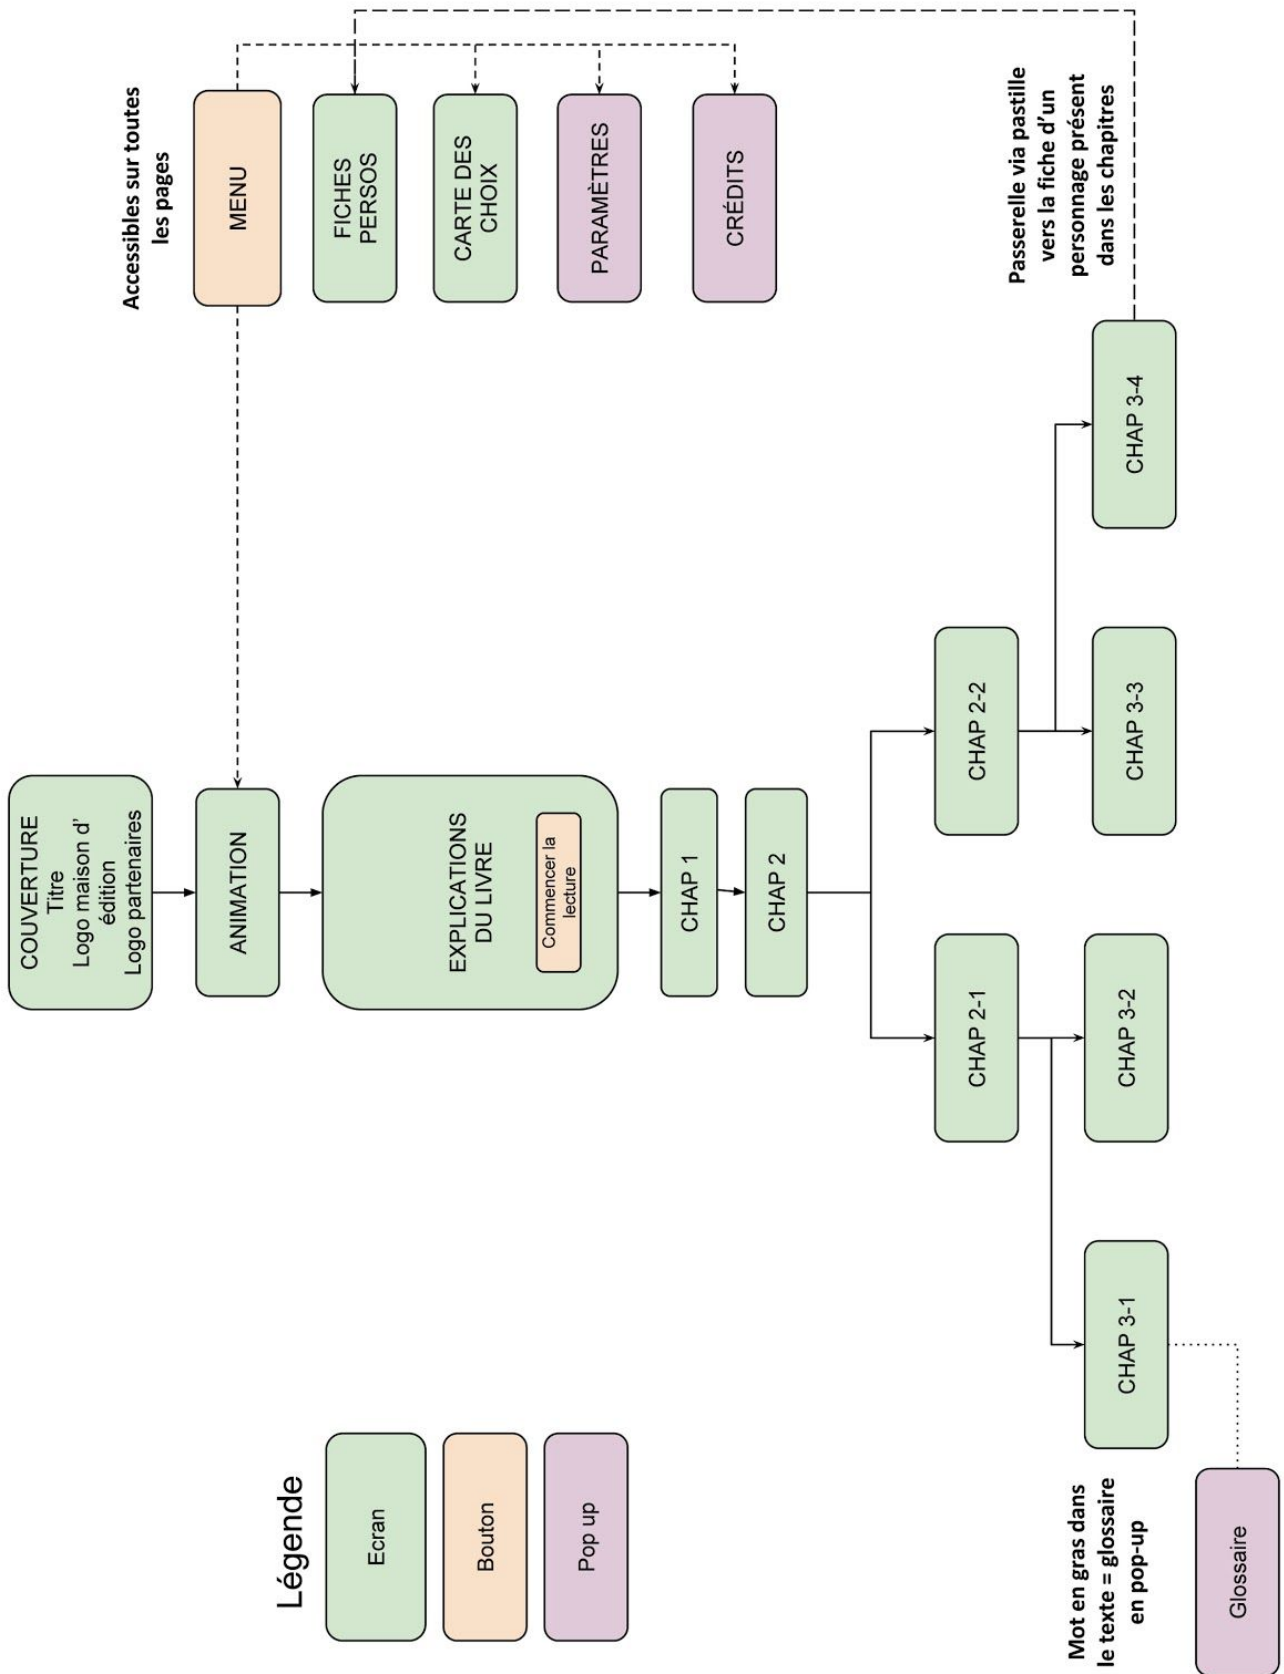 COUVERTURE
Titre
Logo maison d'
édition
Logo partenaires
ANIMATION
EXPLICATIONS
DU LIVRE
Commencer la
lecture
CHAP 1
CHAP 2
CHAP 2-1
CHAP 2-2
CHAP 3-1
CHAP 3-2
CHAP 3-3
CHAP 3-4
Accessibles sur toutes
les pages
MENU
FICHES
PERSOS
CARTE DES
CHOIX
PARAMÈTRES
CRÉDITS
Passerelle via pastille
vers la fiche d'un
personnage présent
dans les chapitres
Légende
Ecran
Bouton
Pop up
Mot en gras dans
le texte = glossaire
en pop-up
Glossaire